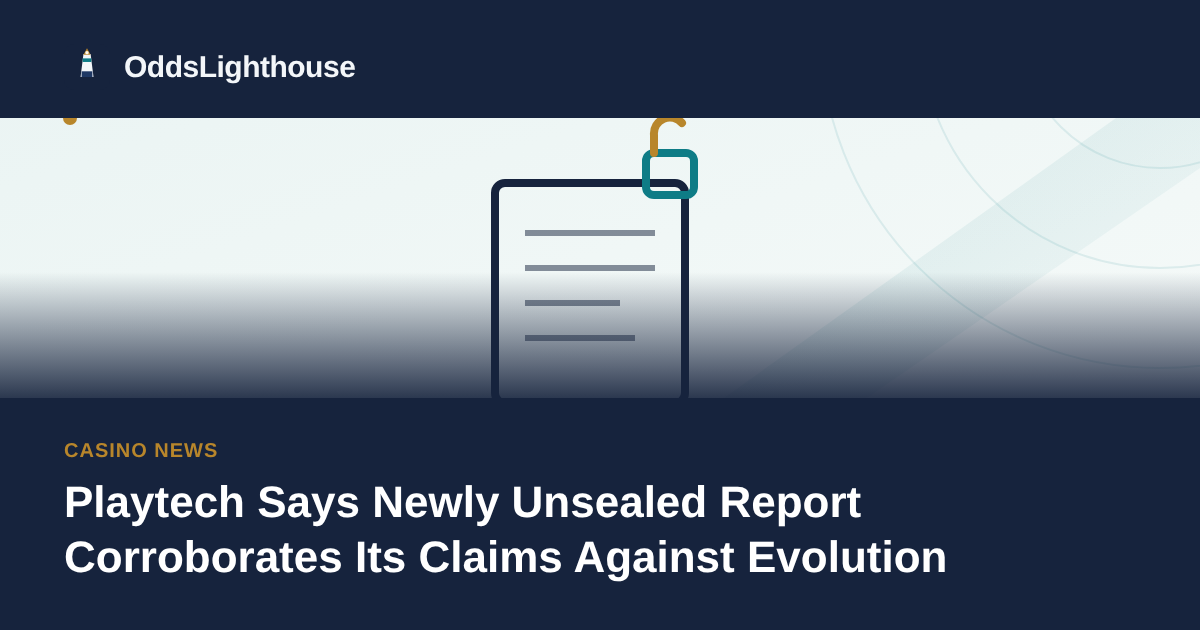 OddsLighthouse
CASINO NEWS
Playtech Says Newly Unsealed Report
Corroborates Its Claims Against Evolution